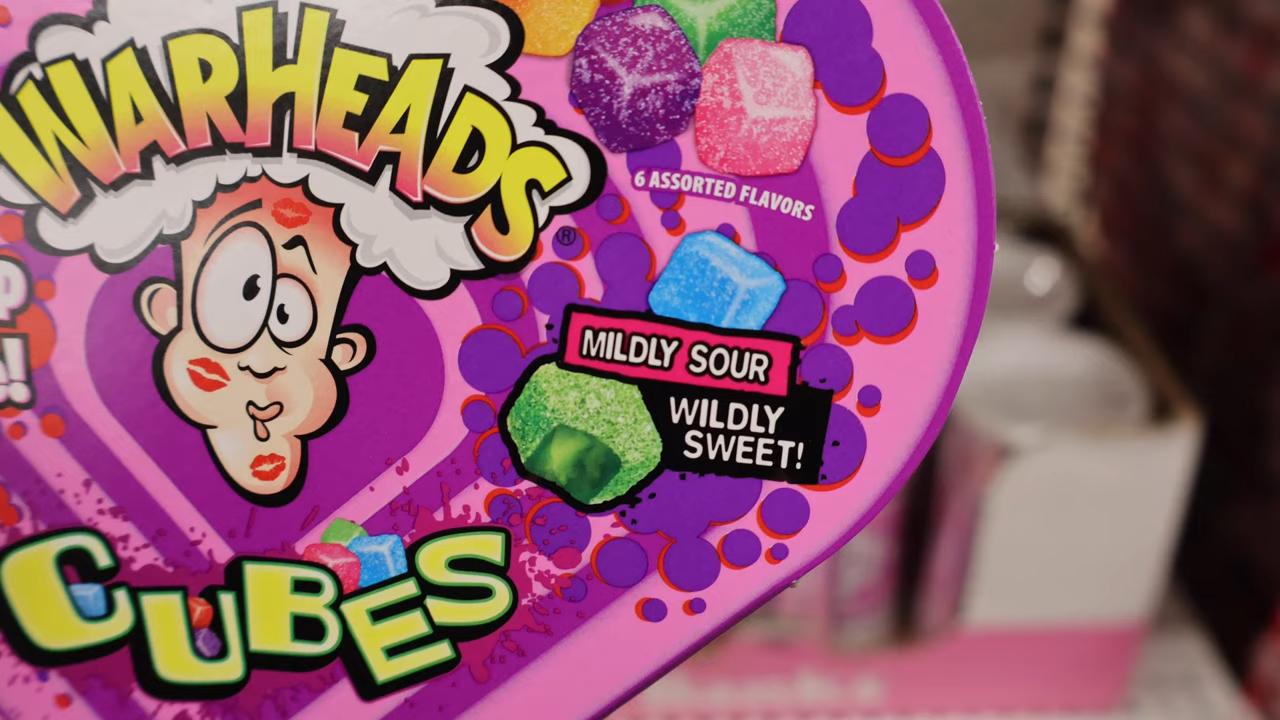 WARHEADS®
6 ASSORTED FLAVORS
MILDLY SOUR
WILDLY
SWEET!
CUBES